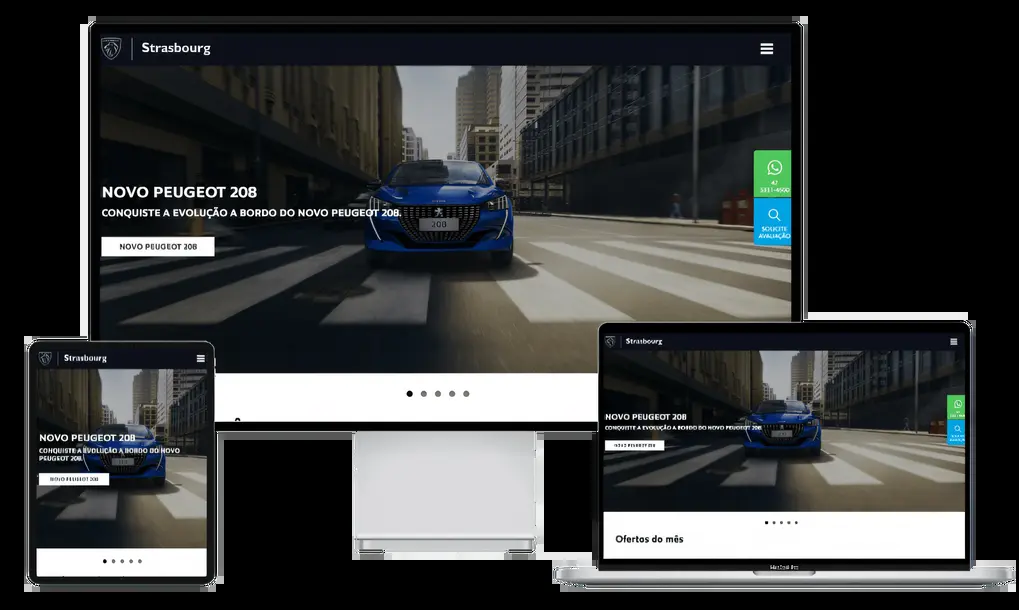 Strasbourg
NOVO PEUGEOT 208
CONQUISTE A EVOLUÇÃO A BORDO DO NOVO PEUGEOT 208.
NOVO PEUGEOT 208
208
42
3311-4600
SOLICITE
AVALIAÇÃO
Strasbourg
NOVO PEUGEOT 208
CONQUISTE A EVOLUÇÃO A BORDO DO NOVO
PEUGEOT 208.
NOVO PEUGEOT 208
Strasbourg
NOVO PEUGEOT 208
CONQUISTE A EVOLUÇÃO A BORDO DO NOVO PEUGEOT 208.
NOVO PEUGEOT 208
Ofertas do mês
MacBook Pro